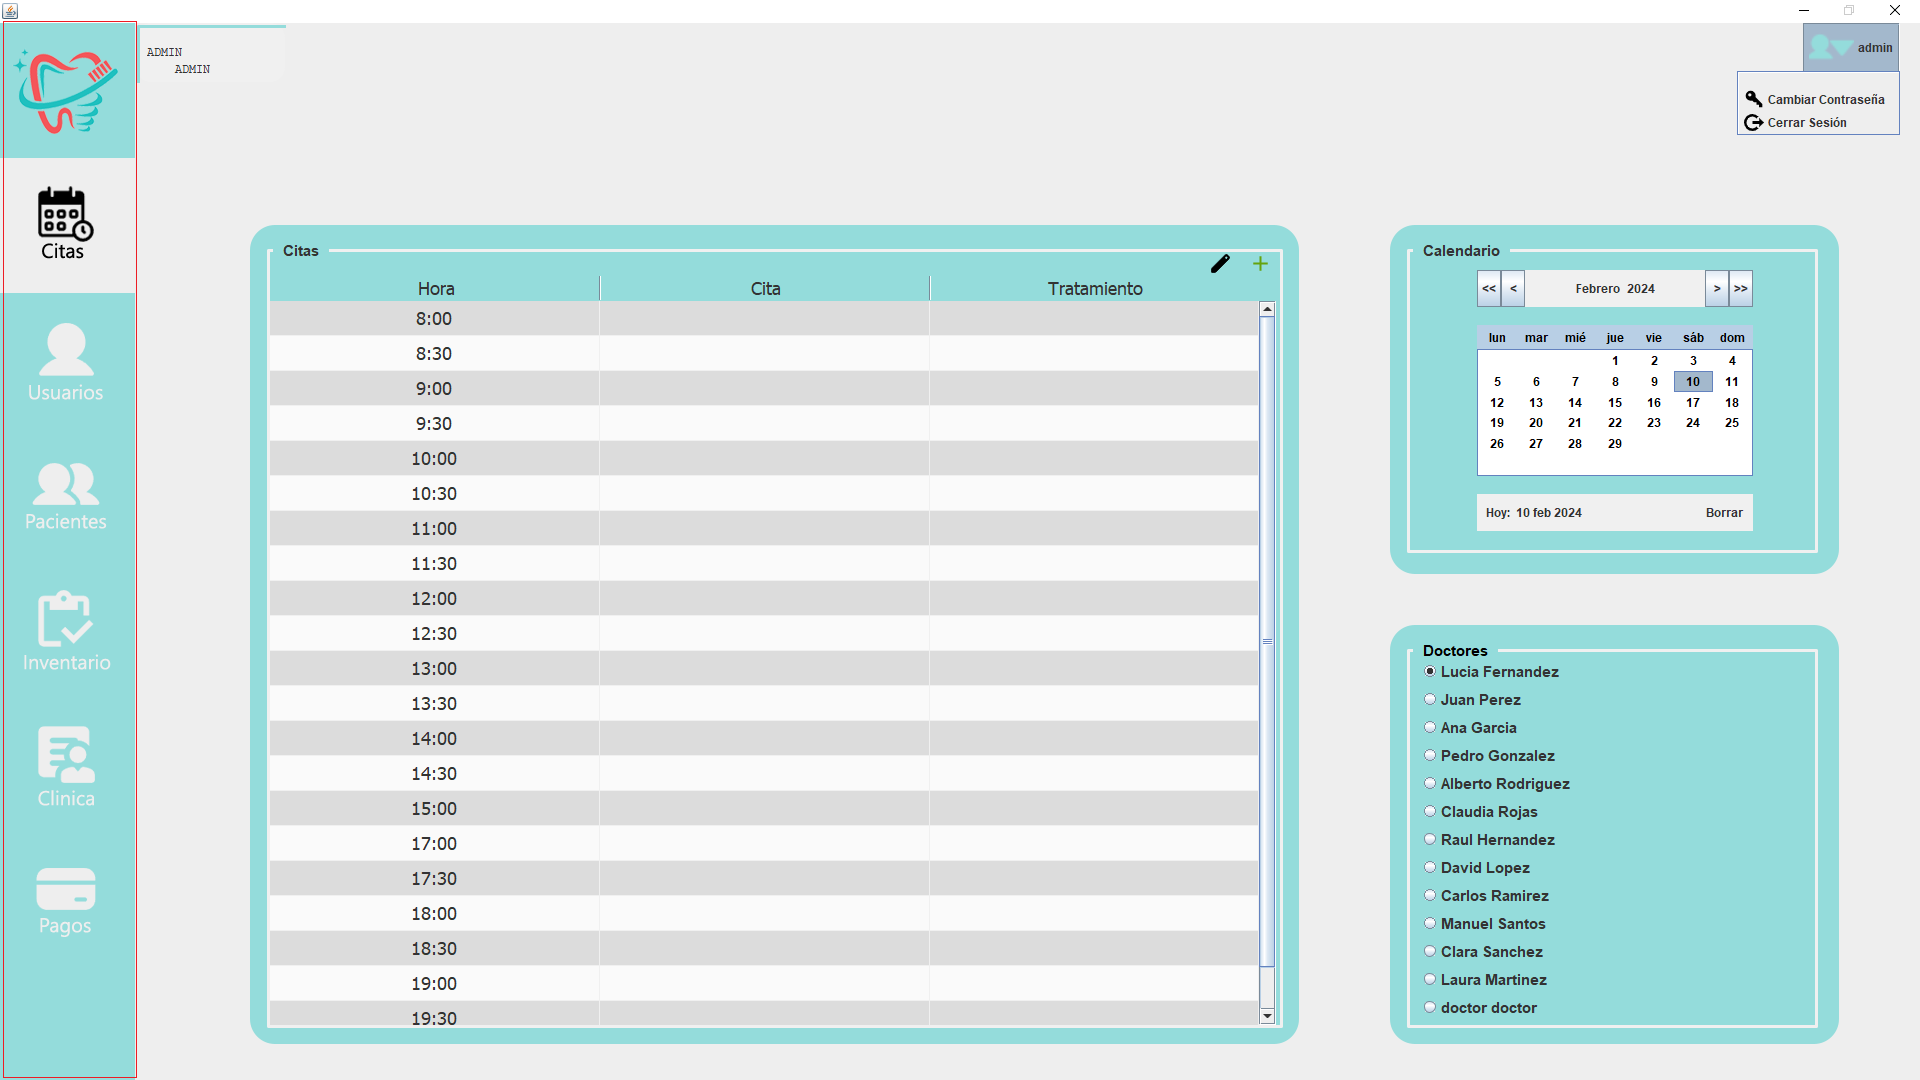 ADMIN
ADMIN
admin
Cambiar Contraseña
Cerrar Sesión
Citas
Usuarios
Pacientes
Inventario
Clinica
Pagos
Citas
+
Hora Cita Tratamiento
8:00
8:30
9:00
9:30
10:00
10:30
11:00
11:30
12:00
12:30
13:00
13:30
14:00
14:30
15:00
17:00
17:30
18:00
18:30
19:00
19:30
Calendario
<< < Febrero 2024 > >>
lun mar mié jue vie sáb dom
1 2 3 4
5 6 7 8 9 10 11
12 13 14 15 16 17 18
19 20 21 22 23 24 25
26 27 28 29
Hoy: 10 feb 2024 Borrar
Doctores
Lucia Fernandez
Juan Perez
Ana Garcia
Pedro Gonzalez
Alberto Rodriguez
Claudia Rojas
Raul Hernandez
David Lopez
Carlos Ramirez
Manuel Santos
Clara Sanchez
Laura Martinez
doctor doctor